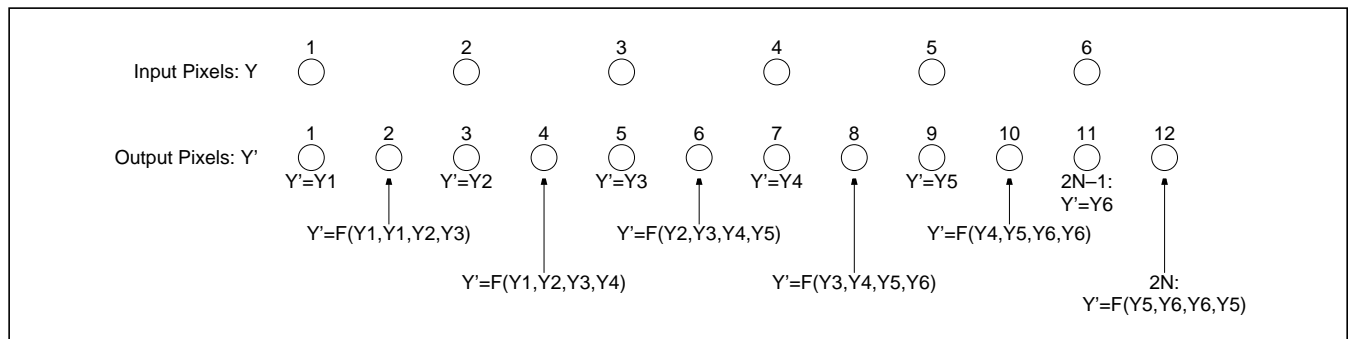 1 2 3 4 5 6
Input Pixels: Y
1 2 3 4 5 6 7 8 9 10 11 12
Output Pixels: Y’
Y’=Y1 Y’=Y2 Y’=Y3 Y’=Y4 Y’=Y5 2N–1:
Y’=Y6
Y’=F(Y1,Y1,Y2,Y3) Y’=F(Y2,Y3,Y4,Y5) Y’=F(Y4,Y5,Y6,Y6)
Y’=F(Y1,Y2,Y3,Y4) Y’=F(Y3,Y4,Y5,Y6) 2N:
Y’=F(Y5,Y6,Y6,Y5)